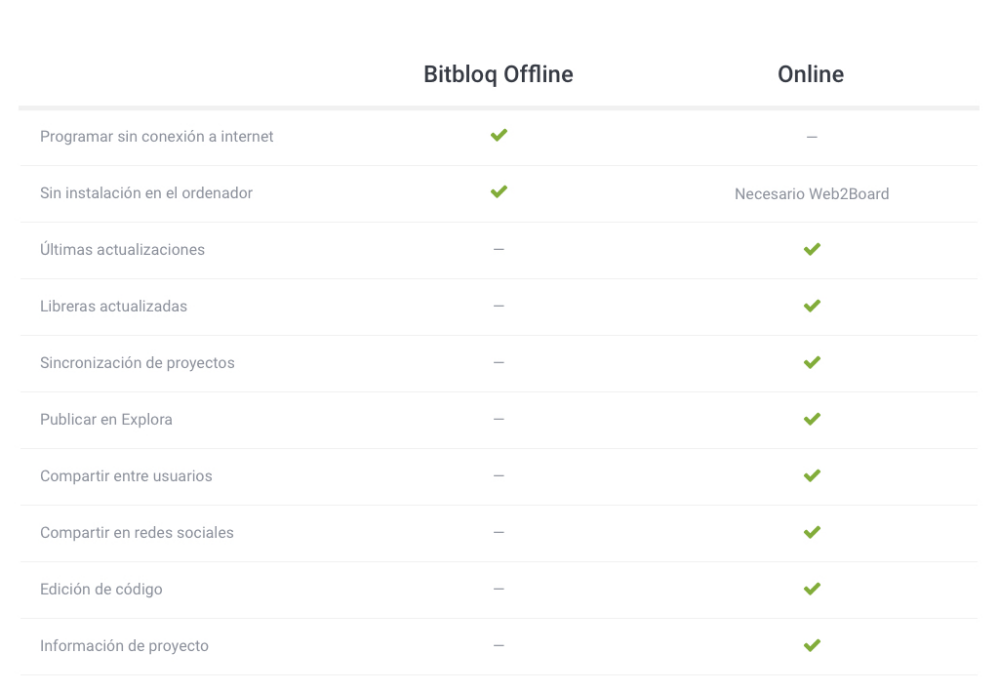 Bitbloq Offline Online
Programar sin conexión a internet ✔ —
Sin instalación en el ordenador ✔ Necesario Web2Board
Últimas actualizaciones — ✔
Libreras actualizadas — ✔
Sincronización de proyectos — ✔
Publicar en Explora — ✔
Compartir entre usuarios — ✔
Compartir en redes sociales — ✔
Edición de código — ✔
Información de proyecto — ✔